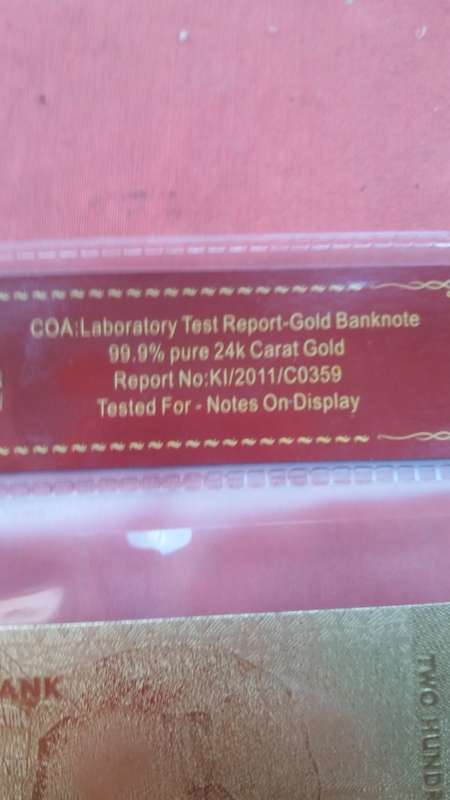 COA:Laboratory Test Report-Gold Banknote
99.9% pure 24k Carat Gold
Report No:KI/2011/C0359
Tested For - Notes On-Display
ANK
TWO HUNDR